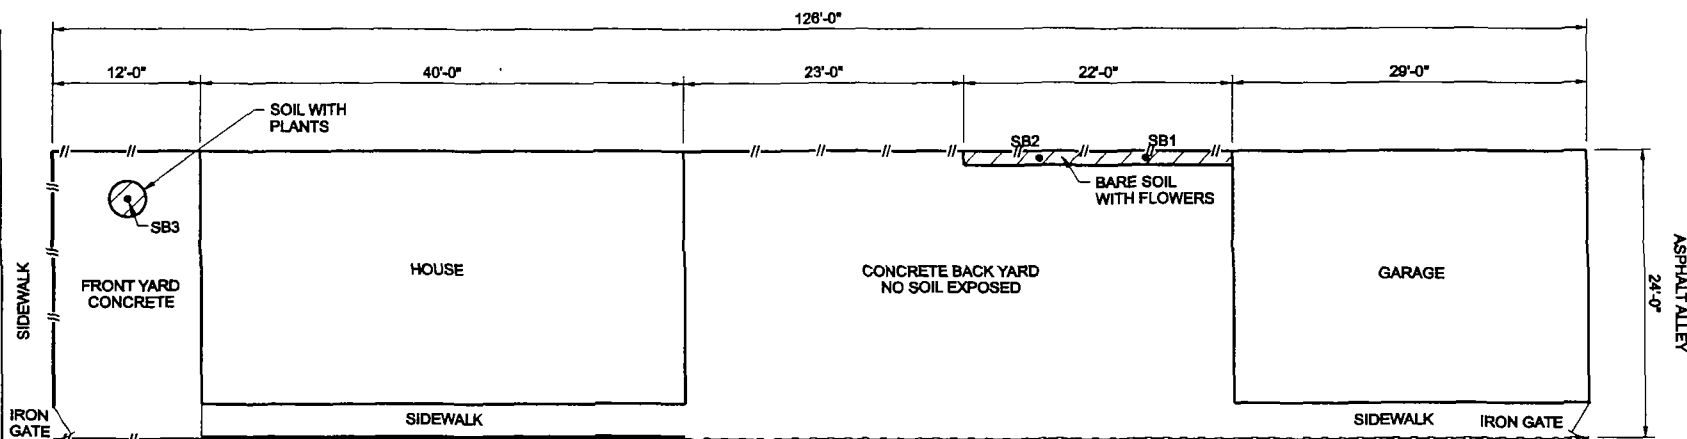 126'-0"
12'-0"
40'-0"
23'-0"
22'-0"
29'-0"
SOIL WITH
PLANTS
SB2
SB1
BARE SOIL
WITH FLOWERS
SB3
HOUSE
CONCRETE BACK YARD
NO SOIL EXPOSED
GARAGE
FRONT YARD
CONCRETE
SIDEWALK
24'-0"
ASPHALT ALLEY
IRON
GATE
SIDEWALK
SIDEWALK
IRON GATE